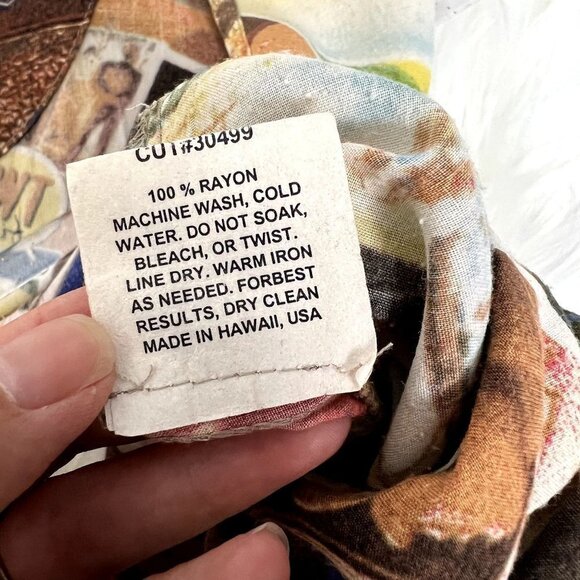 CUT#30499
100 % RAYON
MACHINE WASH, COLD
WATER. DO NOT SOAK,
BLEACH, OR TWIST.
LINE DRY. WARM IRON
AS NEEDED. FORBEST
RESULTS, DRY CLEAN
MADE IN HAWAII, USA